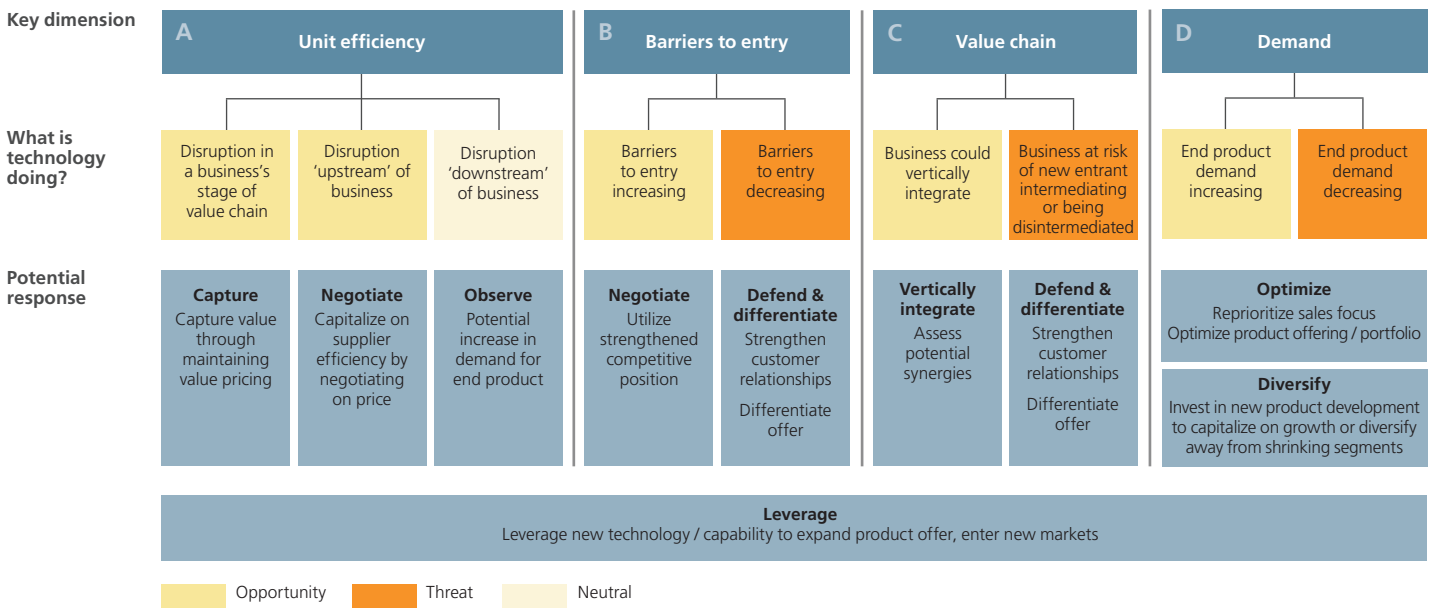 Key dimension
A
Unit efficiency
B
Barriers to entry
C
Value chain
D
Demand
What is
technology
doing?
Disruption in
a business's
stage of
value chain
Disruption
'upstream' of
business
Disruption
'downstream'
of business
Barriers
to entry
increasing
Barriers
to entry
decreasing
Business could
vertically
integrate
Business at risk
of new entrant
intermediating
or being
disintermediated
End product
demand
increasing
End product
demand
decreasing
Potential
response
Capture
Capture value
through
maintaining
value pricing
Negotiate
Capitalize on
supplier
efficiency by
negotiating
on price
Observe
Potential
increase in
demand for
end product
Negotiate
Utilize
strengthened
competitive
position
Defend &
differentiate
Strengthen
customer
relationships
Differentiate
offer
Vertically
integrate
Assess
potential
synergies
Defend &
differentiate
Strengthen
customer
relationships
Differentiate
offer
Optimize
Reprioritize sales focus
Optimize product offering / portfolio
Diversify
Invest in new product development
to capitalize on growth or diversify
away from shrinking segments
Leverage
Leverage new technology / capability to expand product offer, enter new markets
Opportunity
Threat
Neutral